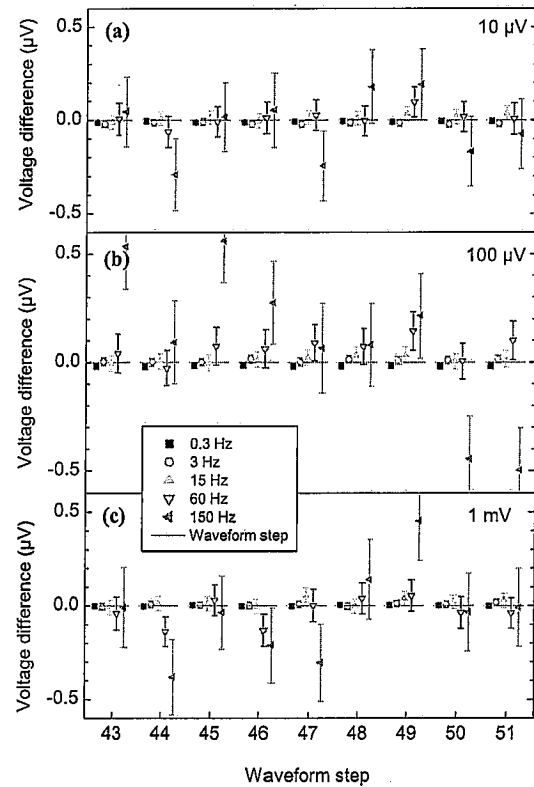 (a)
10 µV
0.5
0.0
-0.5
Voltage difference (µV)
(b)
100 µV
0.5
0.0
-0.5
Voltage difference (µV)
0.3 Hz
3 Hz
15 Hz
60 Hz
150 Hz
Waveform step
(c)
1 mV
0.5
0.0
-0.5
Voltage difference (µV)
43 44 45 46 47 48 49 50 51
Waveform step